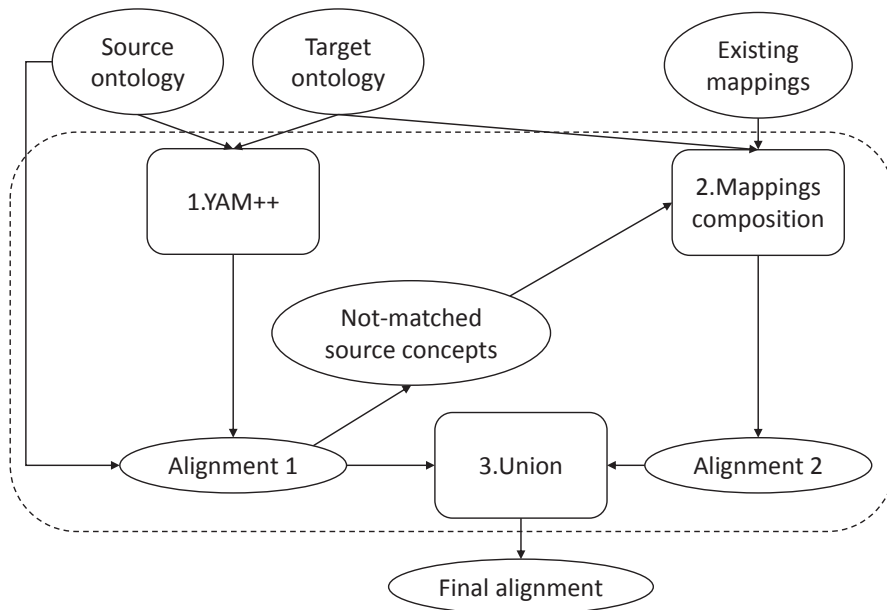 Source
ontology
Target
ontology
Existing
mappings
1.YAM++
2.Mappings
composition
Not-matched
source concepts
Alignment 1
3.Union
Alignment 2
Final alignment